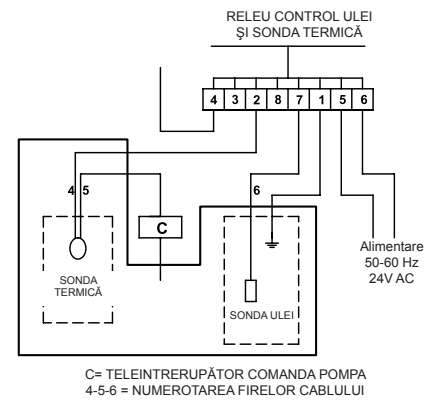 RELEU CONTROL ULEI
ŞI SONDA TERMICĂ
4 3 2 8 7 1 5 6
4 5
6
C
SONDA
TERMICĂ
SONDA ULEI
Alimentare
50-60 Hz
24V AC
C= TELEINTRERUPĂTOR COMANDA POMPA
4-5-6 = NUMEROTAREA FIRELOR CABLULUI